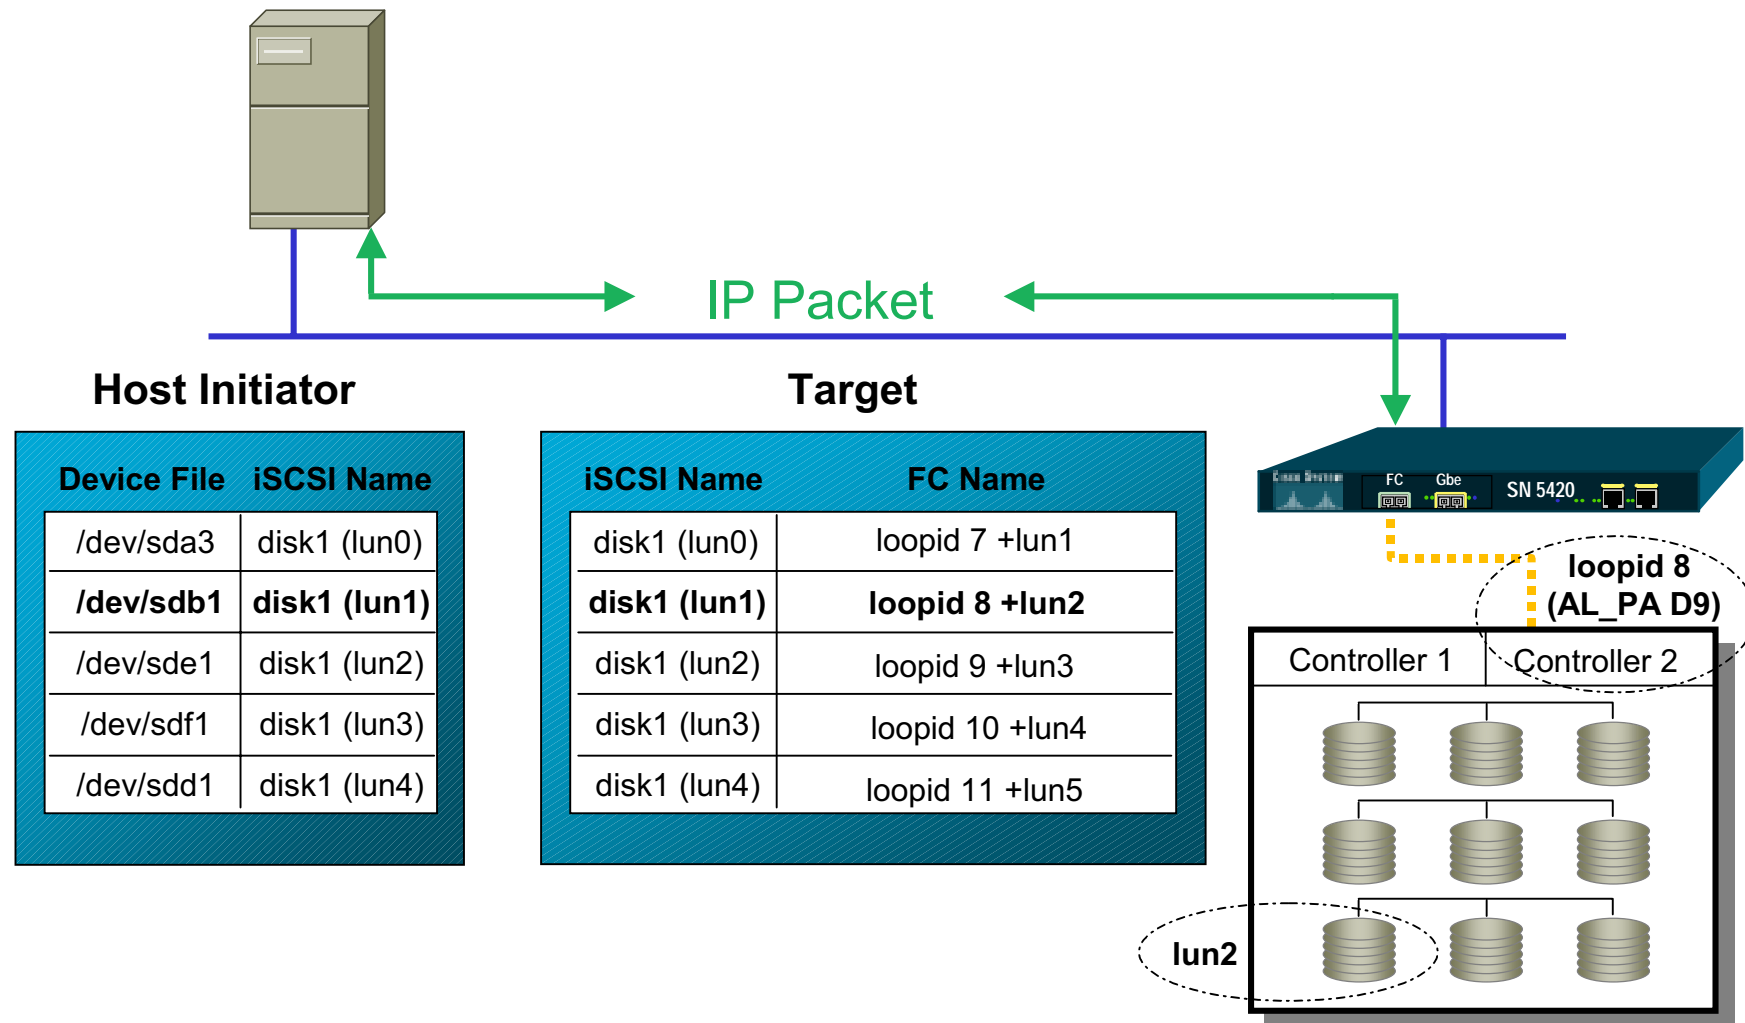 IP Packet
Host Initiator
Target
Device File iSCSI Name
/dev/sda3 disk1 (lun0)
/dev/sdb1 disk1 (lun1)
/dev/sde1 disk1 (lun2)
/dev/sdf1 disk1 (lun3)
/dev/sdd1 disk1 (lun4)
iSCSI Name FC Name
disk1 (lun0) loopid 7 +lun1
disk1 (lun1) loopid 8 +lun2
disk1 (lun2) loopid 9 +lun3
disk1 (lun3) loopid 10 +lun4
disk1 (lun4) loopid 11 +lun5
FC Gbe SN 5420
loopid 8
(AL_PA D9)
Controller 1 Controller 2
lun2